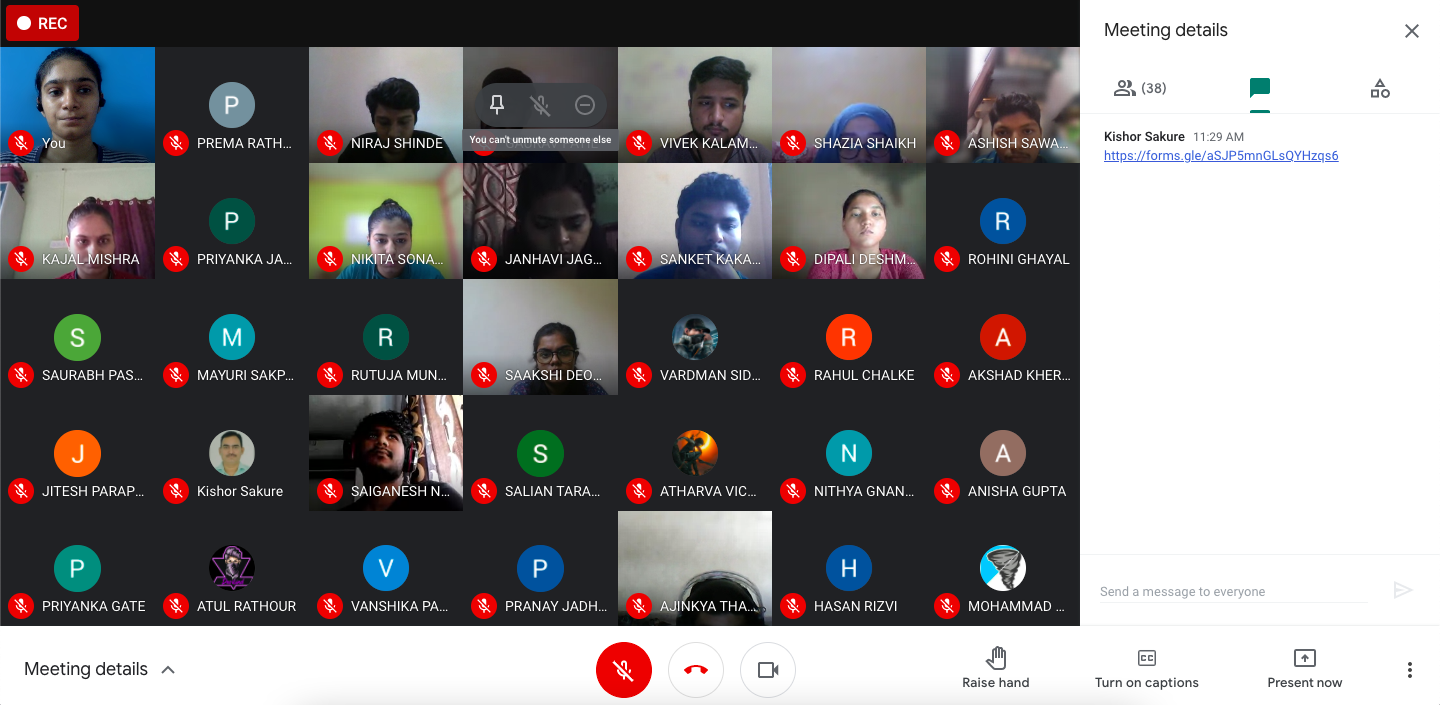 REC
Meeting details
(38)
Kishor Sakure 11:29 AM
https://forms.gle/aSJP5mnGLsQYHzqs6
You
P
PREMA RATH...
NIRAJ SHINDE
You can't unmute someone else
VIVEK KALAM...
SHAZIA SHAIKH
ASHISH SAWA...
KAJAL MISHRA
P
PRIYANKA JA...
NIKITA SONA...
JANHAVI JAG...
SANKET KAKA...
DIPALI DESHM...
R
ROHINI GHAYAL
S
SAURABH PAS...
M
MAYURI SAKP...
R
RUTUJA MUN...
SAAKSHI DEO...
VARDMAN SID...
R
RAHUL CHALKE
A
AKSHAD KHER...
J
JITESH PARAP...
Kishor Sakure
SAIGANESH N...
S
SALIAN TARA...
ATHARVA VIC...
N
NITHYA GNAN...
A
ANISHA GUPTA
P
PRIYANKA GATE
ATUL RATHOUR
V
VANSHIKA PA...
P
PRANAY JADH...
AJINKYA THA...
H
HASAN RIZVI
MOHAMMAD ...
Send a message to everyone
Meeting details
Raise hand
CC
Turn on captions
Present now